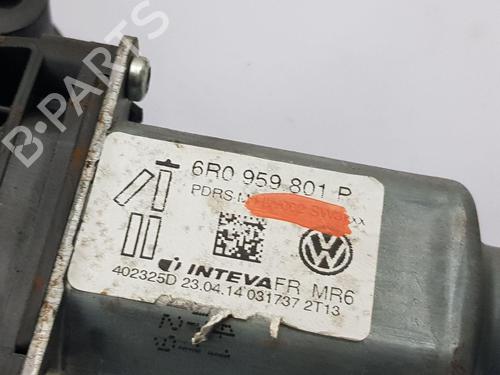 B-PARTS
6R0 959 801 P
PDRS
INTEVA FR MR6
402325D 23.04.14 031737 2T13